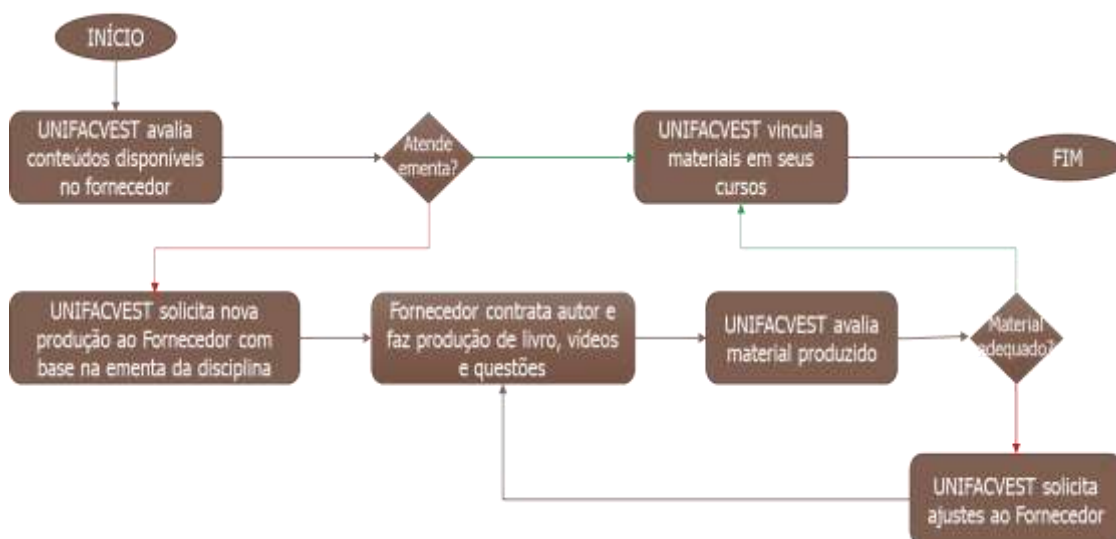 INÍCIO
UNIFACVEST avalia
conteúdos disponíveis
no fornecedor
Atende
ementa?
UNIFACVEST vincula
materiais em seus
cursos
FIM
UNIFACVEST solicita nova
produção ao Fornecedor com
base na ementa da disciplina
Fornecedor contrata autor e
faz produção de livro, vídeos
e questões
UNIFACVEST avalia
material produzido
Material
adequado?
UNIFACVEST solicita
ajustes ao Fornecedor